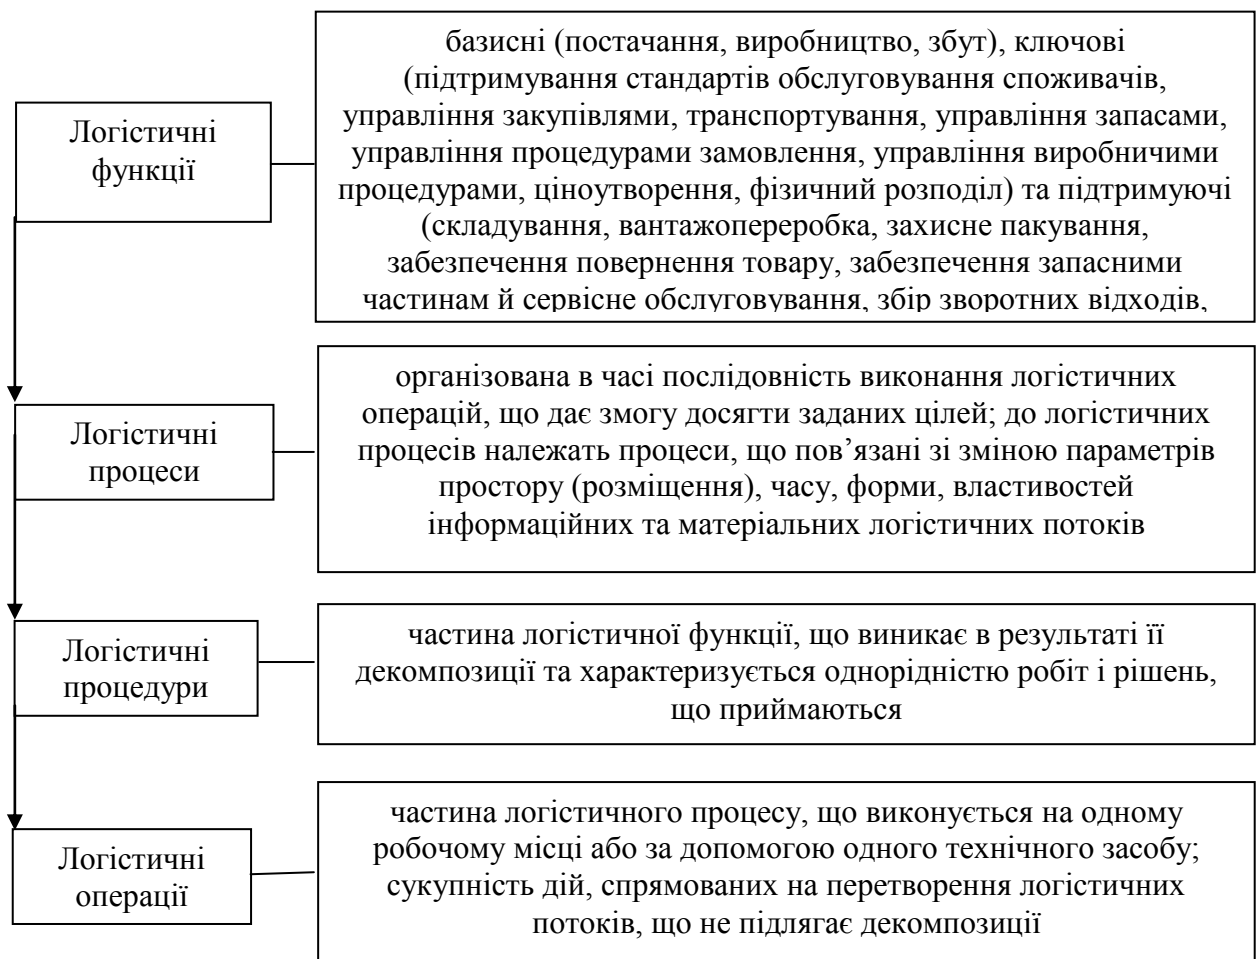 Логістичні
функції
базисні (постачання, виробництво, збут), ключові
(підтримування стандартів обслуговування споживачів,
управління закупівлями, транспортування, управління запасами,
управління процедурами замовлення, управління виробничими
процедурами, ціноутворення, фізичний розподіл) та підтримуючі
(складування, вантажопереробка, захисне пакування,
забезпечення повернення товару, забезпечення запасними
частинам й сервісне обслуговування, збір зворотних відходів,
Логістичні
процеси
організована в часі послідовність виконання логістичних
операцій, що дає змогу досягти заданих цілей; до логістичних
процесів належать процеси, що пов’язані зі зміною параметрів
простору (розміщення), часу, форми, властивостей
інформаційних та матеріальних логістичних потоків
Логістичні
процедури
частина логістичної функції, що виникає в результаті її
декомпозиції та характеризується однорідністю робіт і рішень,
що приймаються
Логістичні
операції
частина логістичного процесу, що виконується на одному
робочому місці або за допомогою одного технічного засобу;
сукупність дій, спрямованих на перетворення логістичних
потоків, що не підлягає декомпозиції